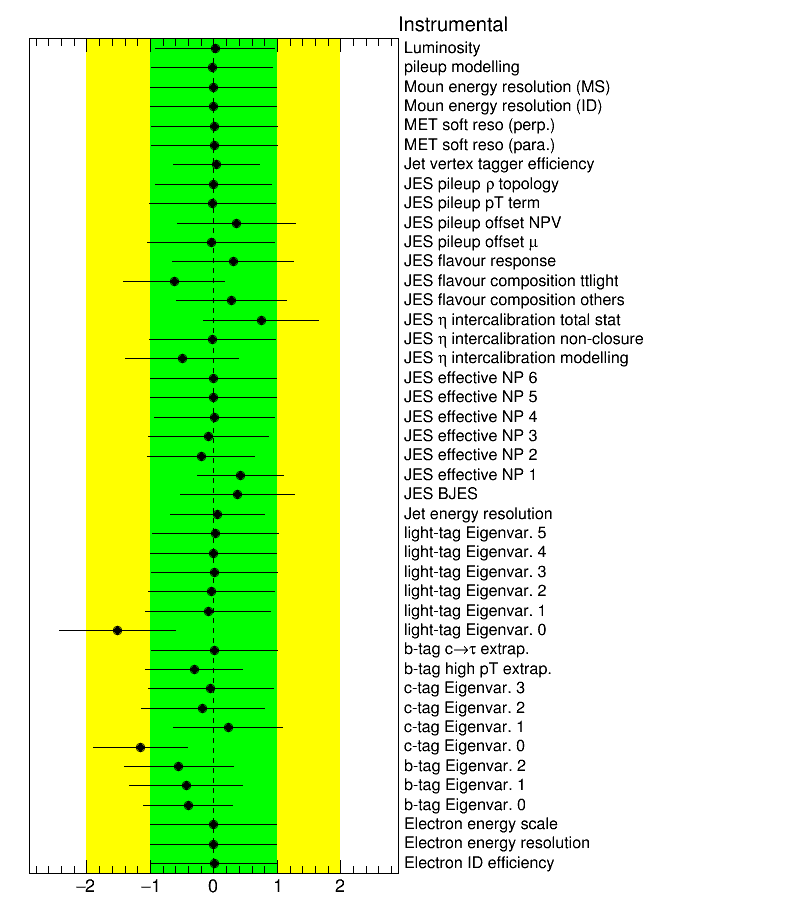 Instrumental
Luminosity
pileup modelling
Moun energy resolution (MS)
Moun energy resolution (ID)
MET soft reso (perp.)
MET soft reso (para.)
Jet vertex tagger efficiency
JES pileup ρ topology
JES pileup pT term
JES pileup offset NPV
JES pileup offset μ
JES flavour response
JES flavour composition ttlight
JES flavour composition others
JES η intercalibration total stat
JES η intercalibration non-closure
JES η intercalibration modelling
JES effective NP 6
JES effective NP 5
JES effective NP 4
JES effective NP 3
JES effective NP 2
JES effective NP 1
JES BJES
Jet energy resolution
light-tag Eigenvar. 5
light-tag Eigenvar. 4
light-tag Eigenvar. 3
light-tag Eigenvar. 2
light-tag Eigenvar. 1
light-tag Eigenvar. 0
b-tag c→τ extrap.
b-tag high pT extrap.
c-tag Eigenvar. 3
c-tag Eigenvar. 2
c-tag Eigenvar. 1
c-tag Eigenvar. 0
b-tag Eigenvar. 2
b-tag Eigenvar. 1
b-tag Eigenvar. 0
Electron energy scale
Electron energy resolution
Electron ID efficiency
−2 −1 0 1 2